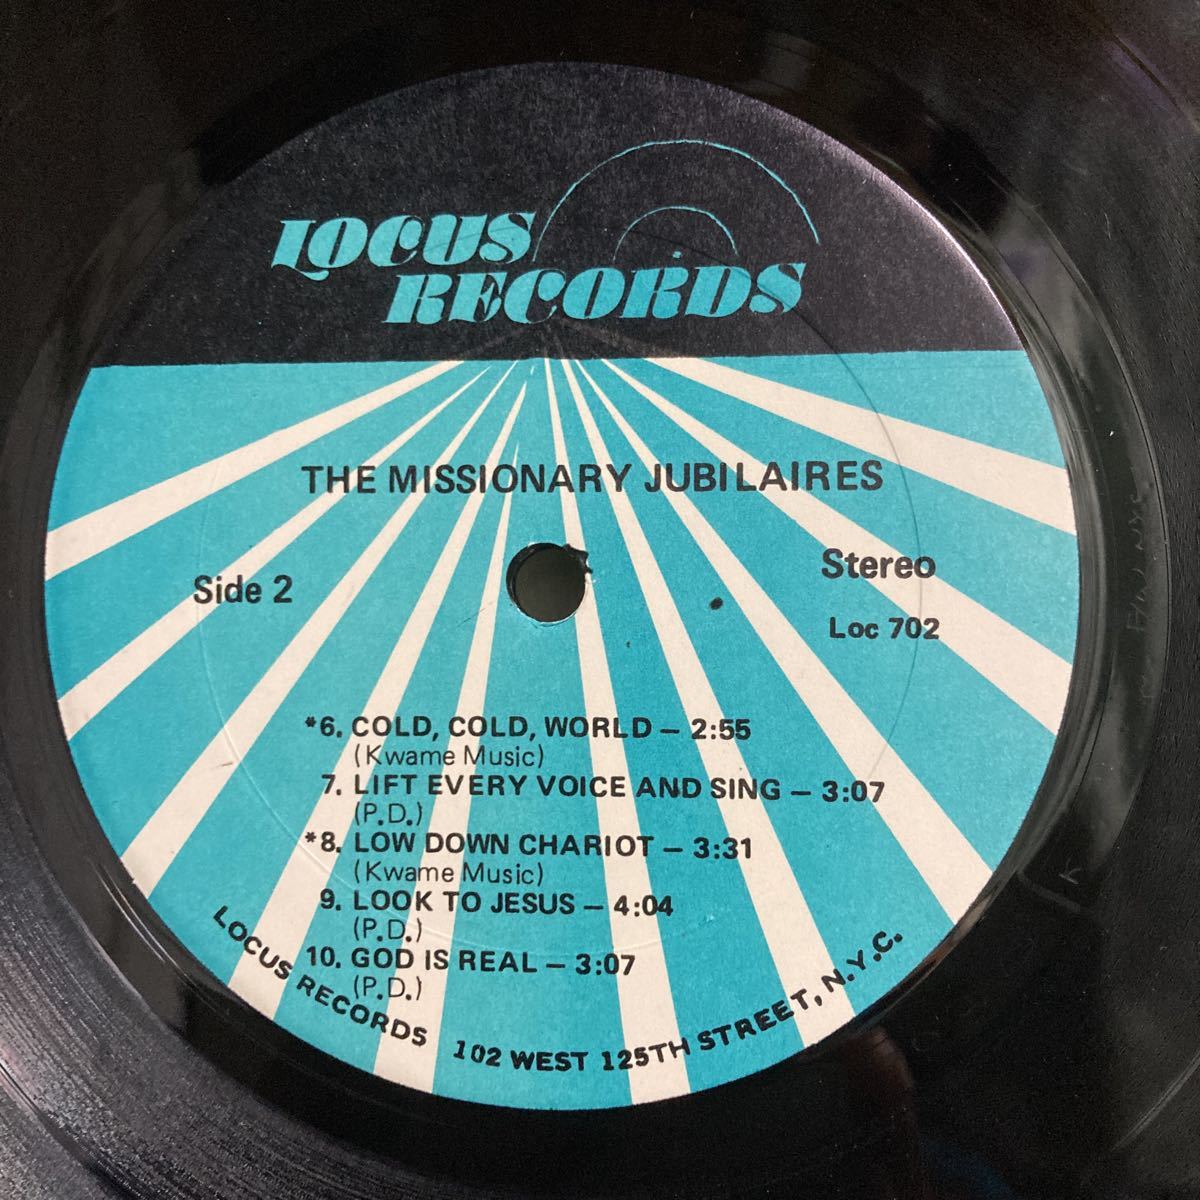 LOCUS
RECORDS
THE MISSIONARY JUBILAIRES
Side 2
Stereo
Loc 702
*6. COLD, COLD, WORLD – 2:55
(Kwame Music)
7. LIFT EVERY VOICE AND SING – 3:07
(P.D.)
*8. LOW DOWN CHARIOT – 3:31
(Kwame Music)
9. LOOK TO JESUS – 4:04
(P.D.)
10. GOD IS REAL – 3:07
(P.D.)
LOCUS RECORDS 102 WEST 125TH STREET, N.Y.C.